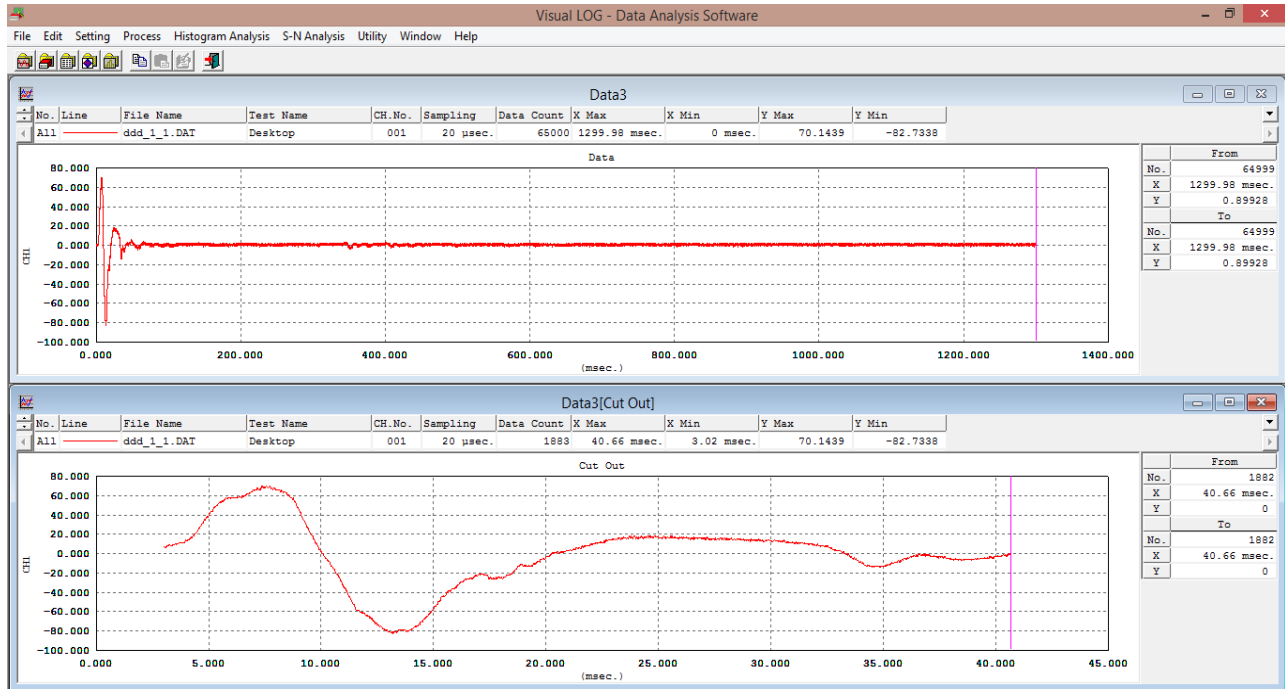 Visual LOG - Data Analysis Software
File Edit Setting Process Histogram Analysis S-N Analysis Utility Window Help
Data3
No. Line File Name Test Name CH.No. Sampling Data Count X Max X Min Y Max Y Min
All ddd_1_1.DAT Desktop 001 20 µsec. 65000 1299.98 msec. 0 msec. 70.1439 -82.7338
Data
From
No. 64999
X 1299.98 msec.
Y 0.89928
To
No. 64999
X 1299.98 msec.
Y 0.89928
80.000
60.000
40.000
20.000
0.000
-20.000
-40.000
-60.000
-80.000
-100.000
CH1
0.000 200.000 400.000 600.000 800.000 1000.000 1200.000 1400.000
(msec.)
Data3[Cut Out]
No. Line File Name Test Name CH.No. Sampling Data Count X Max X Min Y Max Y Min
All ddd_1_1.DAT Desktop 001 20 µsec. 1883 40.66 msec. 3.02 msec. 70.1439 -82.7338
Cut Out
From
No. 1882
X 40.66 msec.
Y 0
To
No. 1882
X 40.66 msec.
Y 0
80.000
60.000
40.000
20.000
0.000
-20.000
-40.000
-60.000
-80.000
-100.000
CH1
0.000 5.000 10.000 15.000 20.000 25.000 30.000 35.000 40.000 45.000
(msec.)